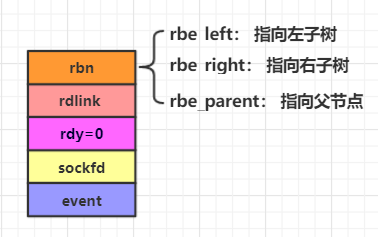 rbe_left： 指向左子树
rbn
rbe_right： 指向右子树
rdlink
rbe_parent： 指向父节点
rdy=0
sockfd
event